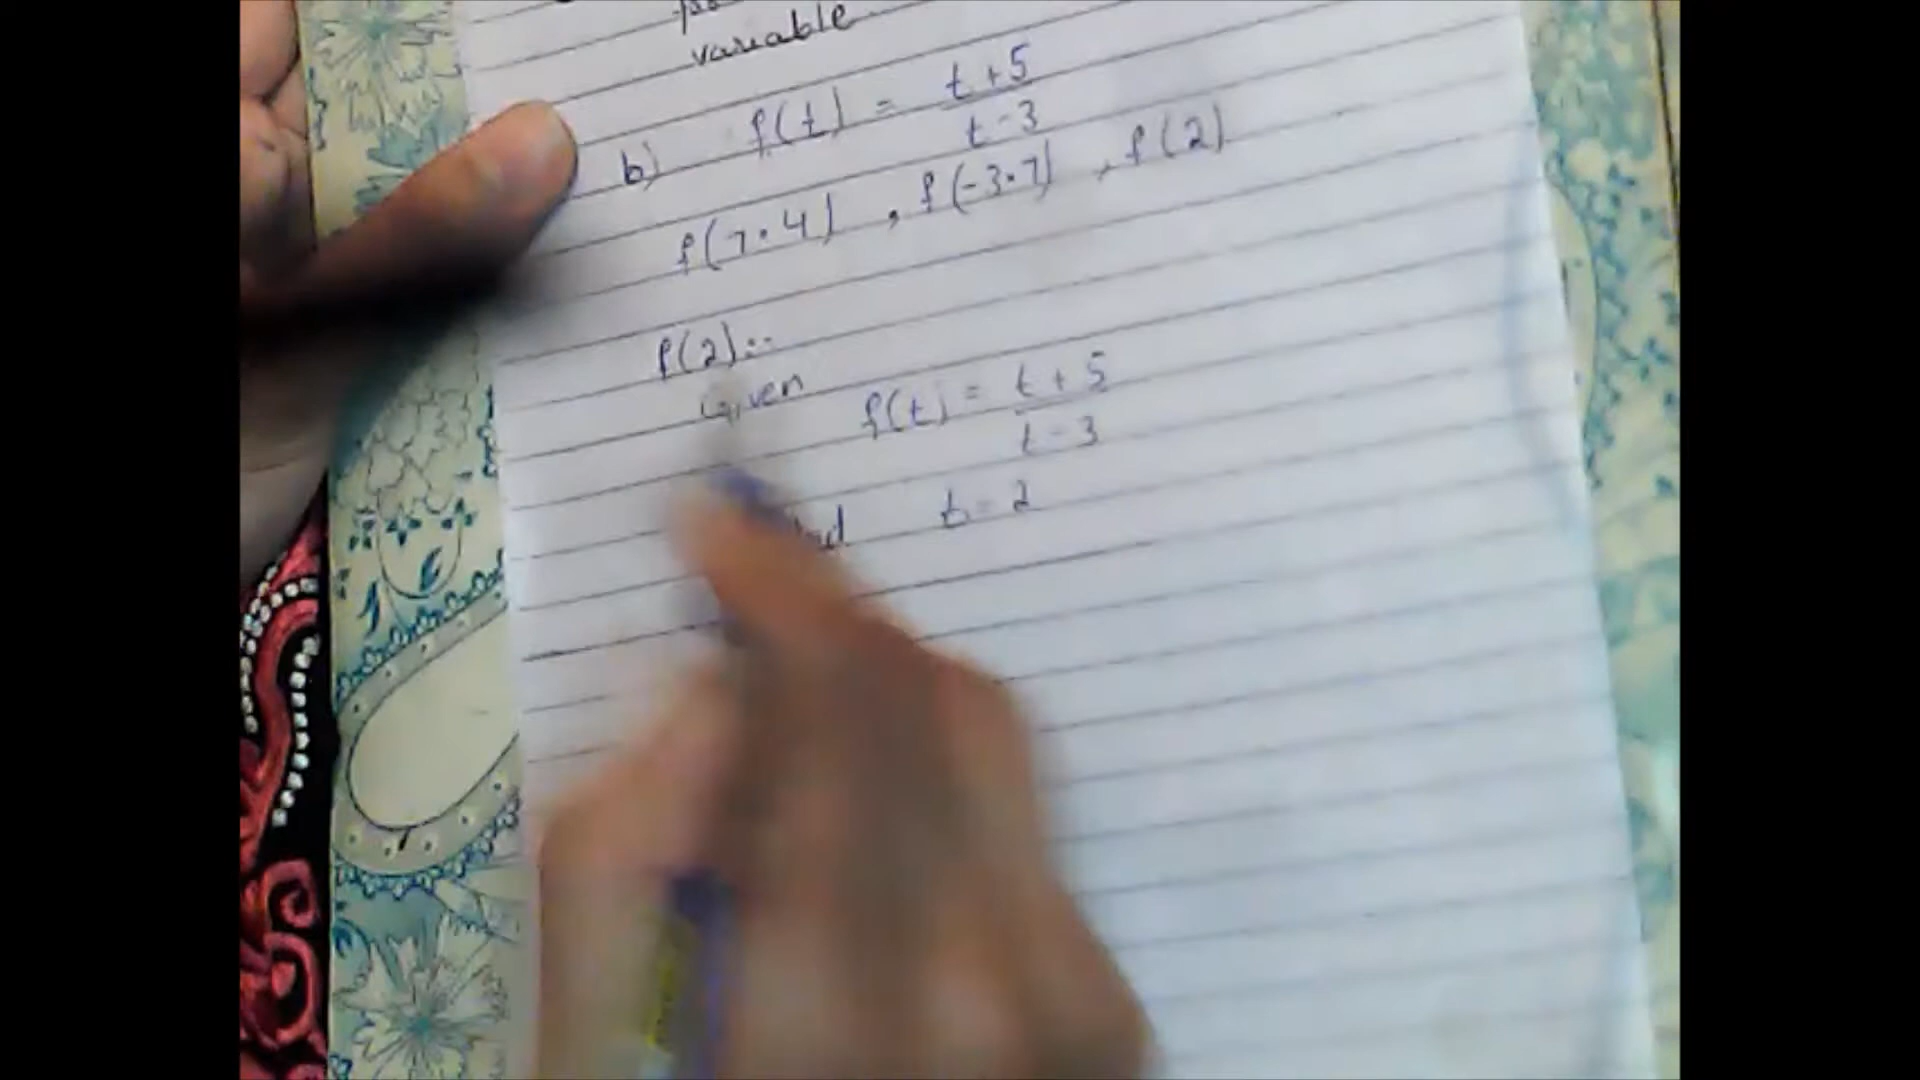 variable
b) f(t) = t+5
t-3
f(7.4) , f(-3.7) , f(2)
f(2):-
Given f(t) = t+5
t-3
t = 2